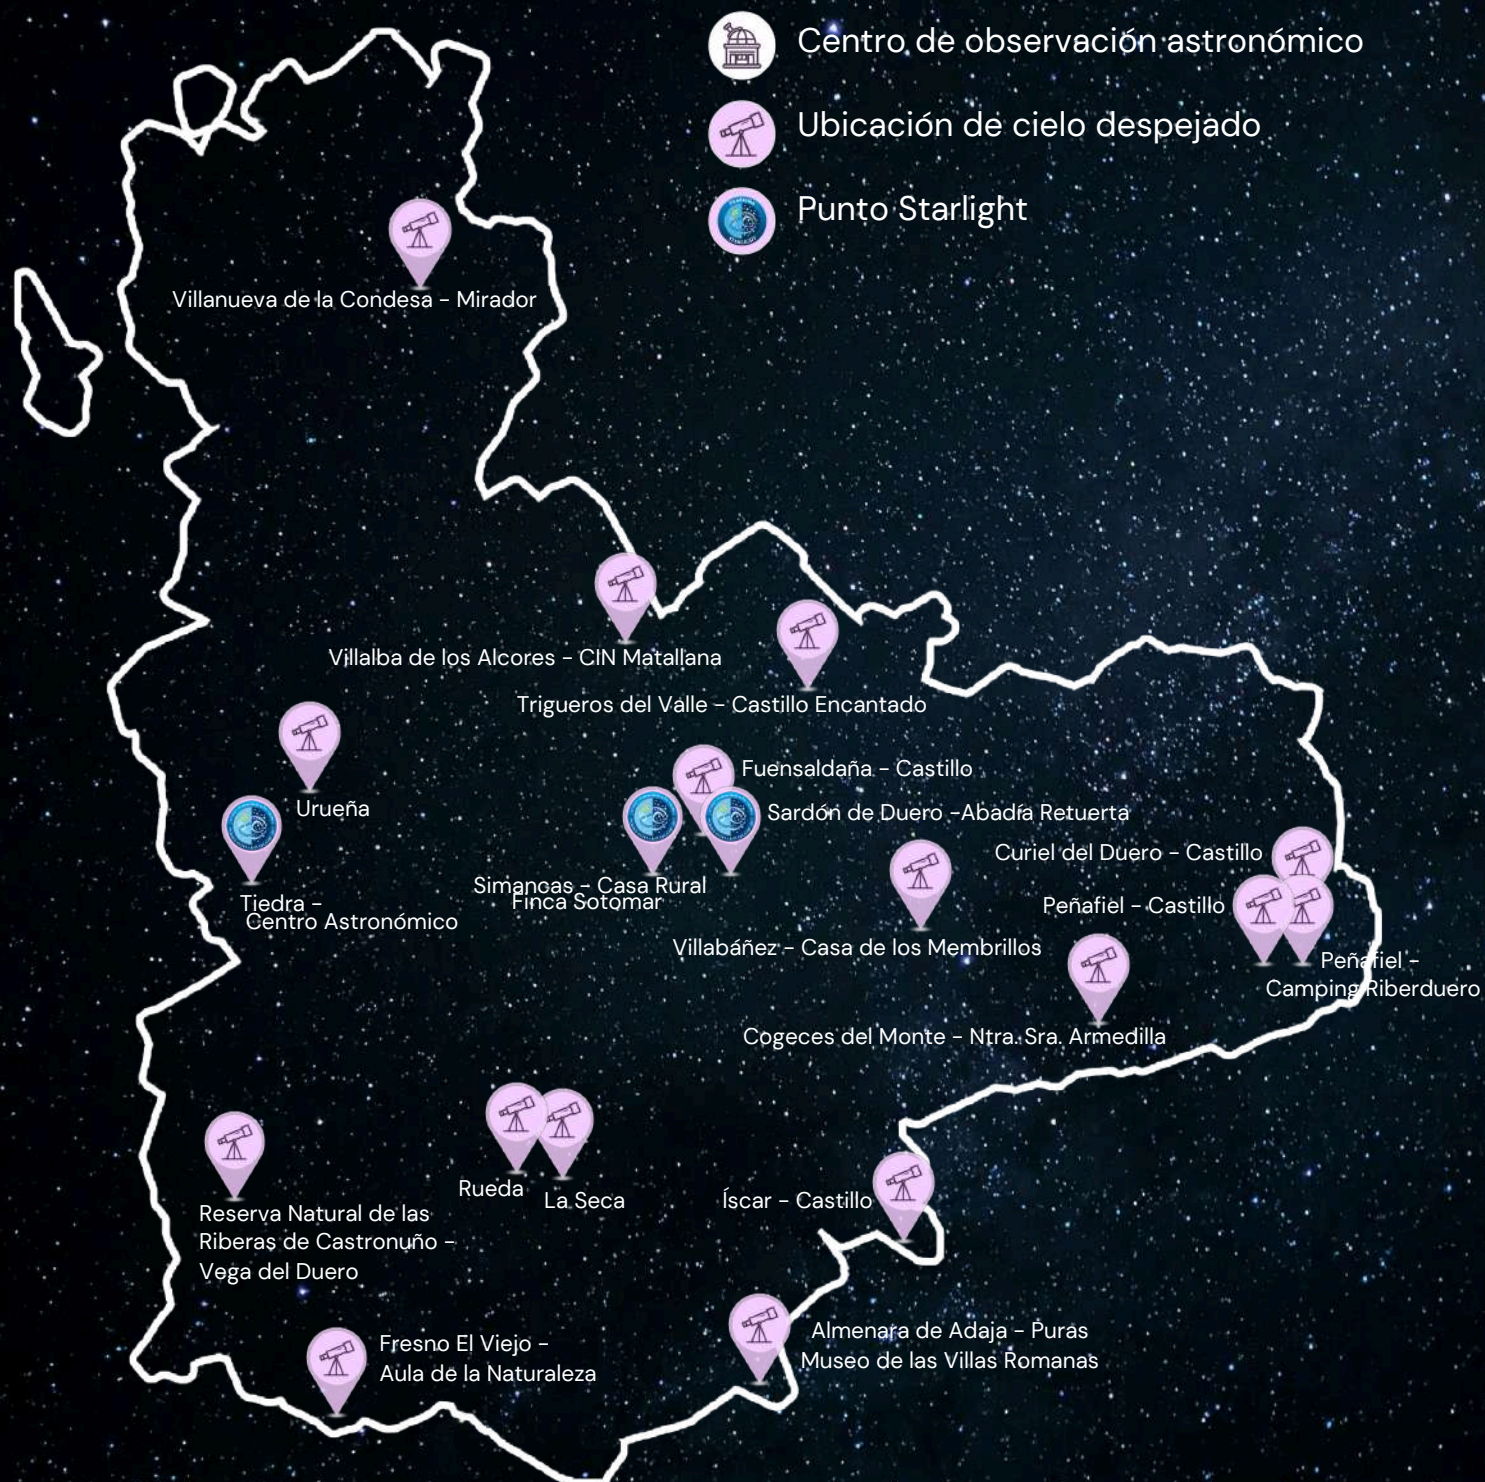 Centro de observación astronómico
Ubicación de cielo despejado
Punto Starlight
Villanueva de la Condesa - Mirador
Villalba de los Alcores - CIN Matallana
Trigueros del Valle - Castillo Encantado
Urueña
Fuensaldaña - Castillo
Sardón de Duero -Abadía Retuerta
Tiedra -
Centro Astronómico
Simancas - Casa Rural
Finca Sotomar
Curiel del Duero - Castillo
Peñafiel - Castillo
Villabáñez - Casa de los Membrillos
Peñafiel -
Camping Riberduero
Cogeces del Monte - Ntra. Sra. Armedilla
Rueda
La Seca
Íscar - Castillo
Reserva Natural de las
Riberas de Castronuño -
Vega del Duero
Fresno El Viejo -
Aula de la Naturaleza
Almenara de Adaja - Puras
Museo de las Villas Romanas